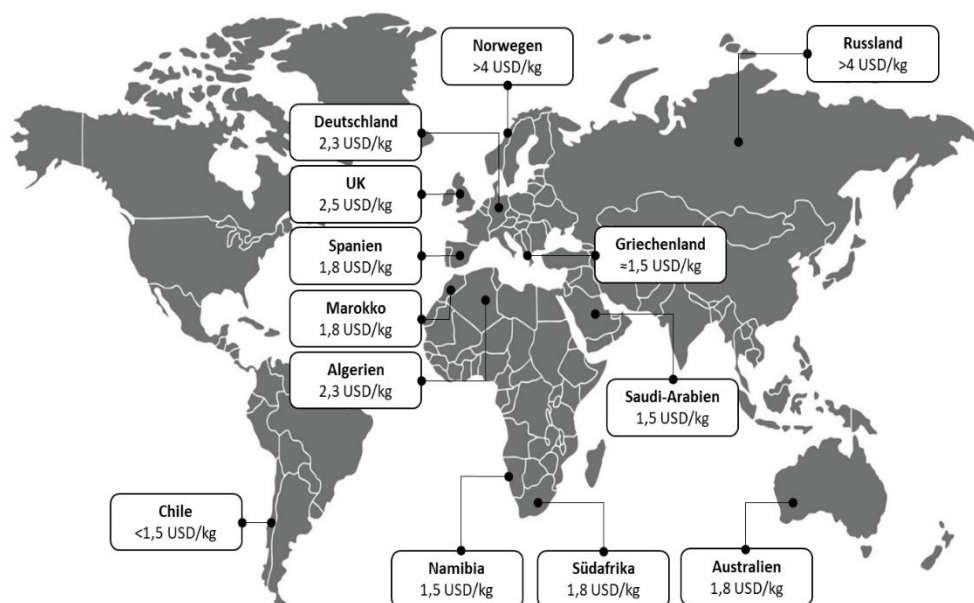 Norwegen
>4 USD/kg
Russland
>4 USD/kg
Deutschland
2,3 USD/kg
UK
2,5 USD/kg
Spanien
1,8 USD/kg
Griechenland
≈1,5 USD/kg
Marokko
1,8 USD/kg
Algerien
2,3 USD/kg
Saudi-Arabien
1,5 USD/kg
Chile
<1,5 USD/kg
Namibia
1,5 USD/kg
Südafrika
1,8 USD/kg
Australien
1,8 USD/kg